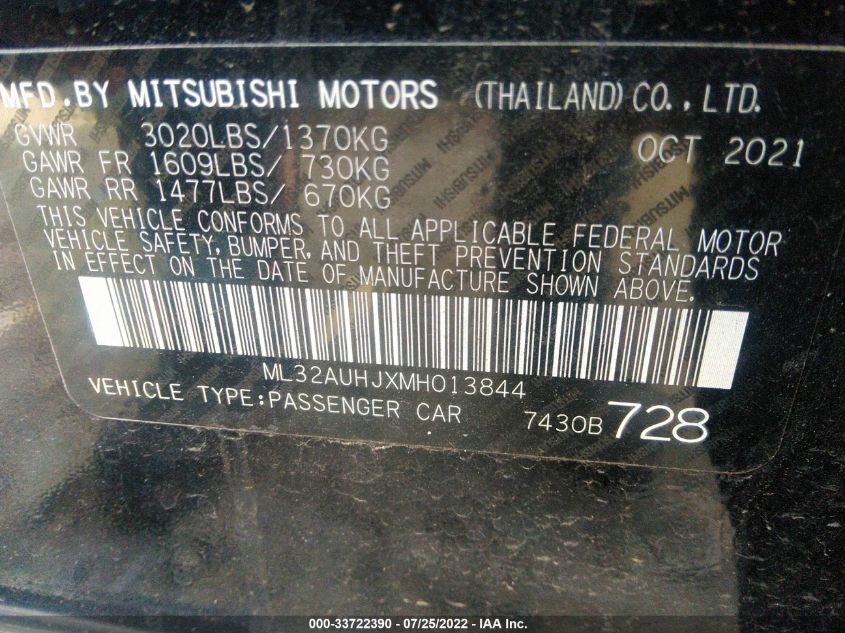 MFD.BY MITSUBISHI MOTORS (THAILAND) CO.,LTD.
GVWR 3020LBS/1370KG OCT 2021
GAWR FR 1609LBS/ 730KG
GAWR RR 1477LBS/ 670KG
THIS VEHICLE CONFORMS TO ALL APPLICABLE FEDERAL MOTOR
VEHICLE SAFETY, BUMPER, AND THEFT PREVENTION STANDARDS
IN EFFECT ON THE DATE OF MANUFACTURE SHOWN ABOVE.
ML32AUHJXMH013844
VEHICLE TYPE:PASSENGER CAR 7430B 728
000-33722390 - 07/25/2022 - IAA Inc.